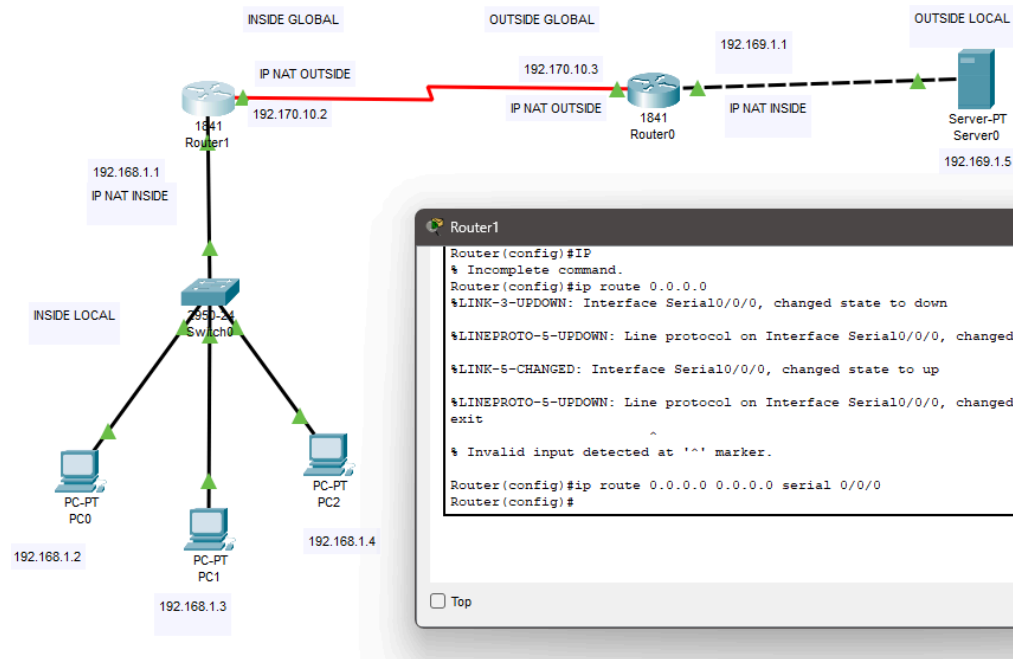 INSIDE GLOBAL
OUTSIDE GLOBAL
OUTSIDE LOCAL
192.169.1.1
IP NAT OUTSIDE
192.170.10.3
192.170.10.2
IP NAT OUTSIDE
IP NAT INSIDE
1841
Router1
1841
Router0
Server-PT
Server0
192.169.1.5
192.168.1.1
IP NAT INSIDE
INSIDE LOCAL
2950-24
Switch0
PC-PT
PC0
192.168.1.2
PC-PT
PC1
192.168.1.3
PC-PT
PC2
192.168.1.4
Router1
Router(config)#IP
% Incomplete command.
Router(config)#ip route 0.0.0.0
%LINK-3-UPDOWN: Interface Serial0/0/0, changed state to down
%LINEPROTO-5-UPDOWN: Line protocol on Interface Serial0/0/0, changed
%LINK-5-CHANGED: Interface Serial0/0/0, changed state to up
%LINEPROTO-5-UPDOWN: Line protocol on Interface Serial0/0/0, changed
exit
^
% Invalid input detected at '^' marker.
Router(config)#ip route 0.0.0.0 0.0.0.0 serial 0/0/0
Router(config)#
Top